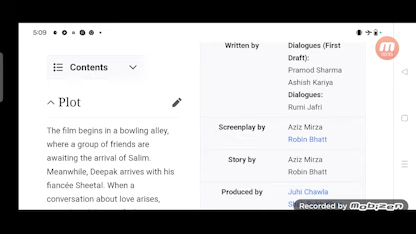 5:09
Contents
Plot
The film begins in a bowling alley,
where a group of friends are
awaiting the arrival of Salim.
Meanwhile, Deepak arrives with his
fiancée Sheetal. When a
conversation about love arises,
Written by
Dialogues (First
Draft):
Pramod Sharma
Ashish Kariya
Dialogues:
Rumi Jafri
Screenplay by
Aziz Mirza
Robin Bhatt
Story by
Aziz Mirza
Robin Bhatt
Produced by
Juhi Chawla
Recorded by MOBIZEN